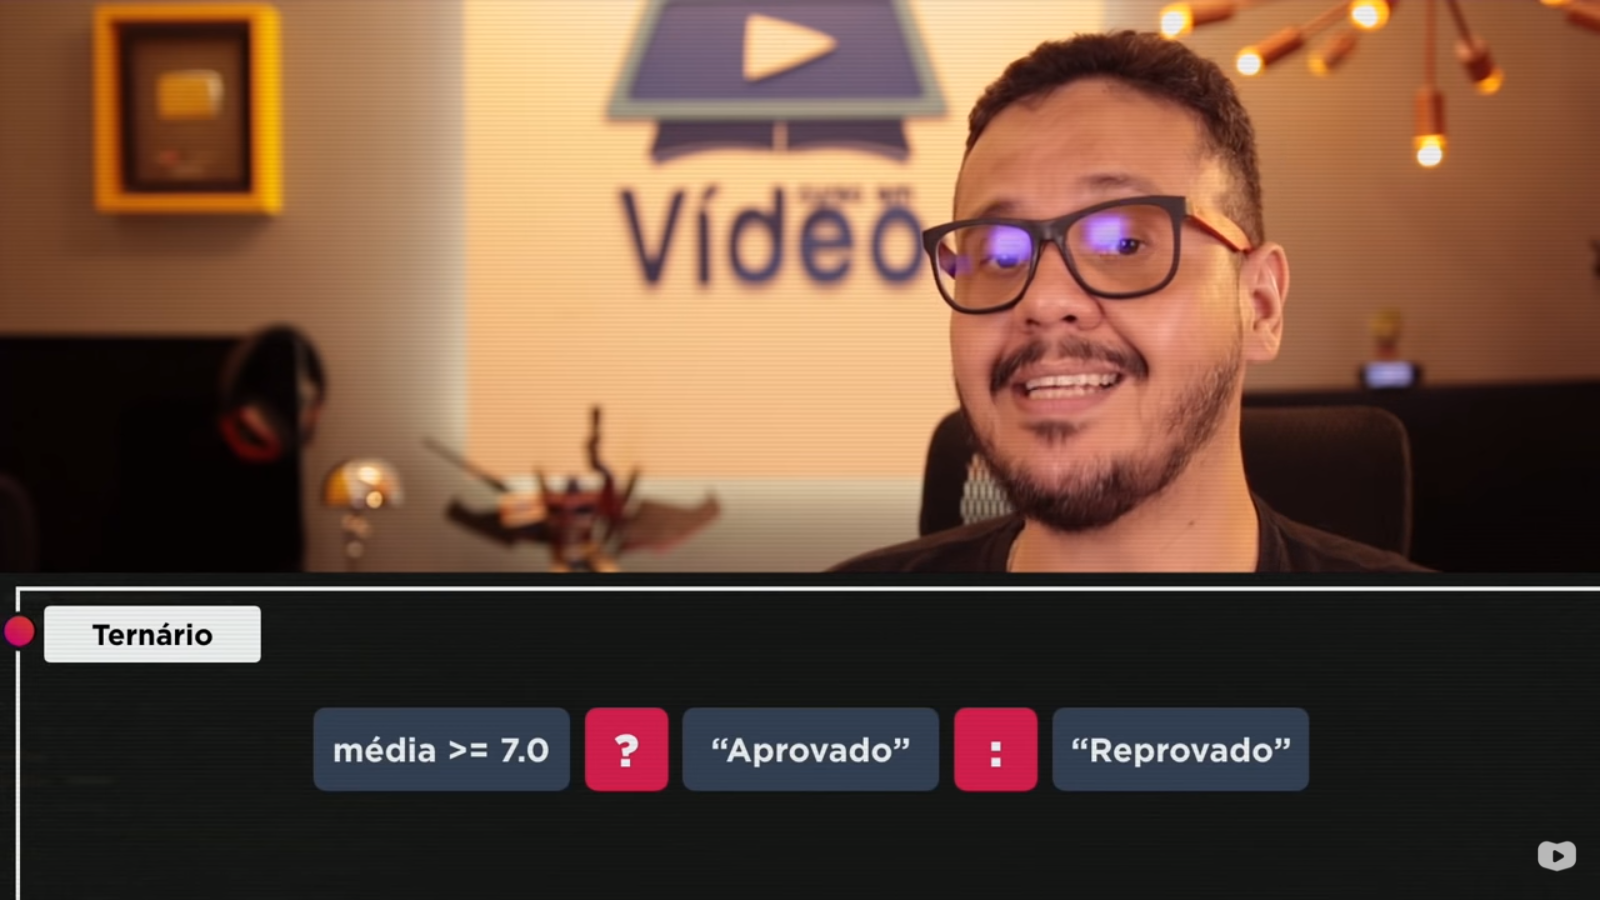 Vídeo
Ternário
média >= 7.0 ? “Aprovado” : “Reprovado”